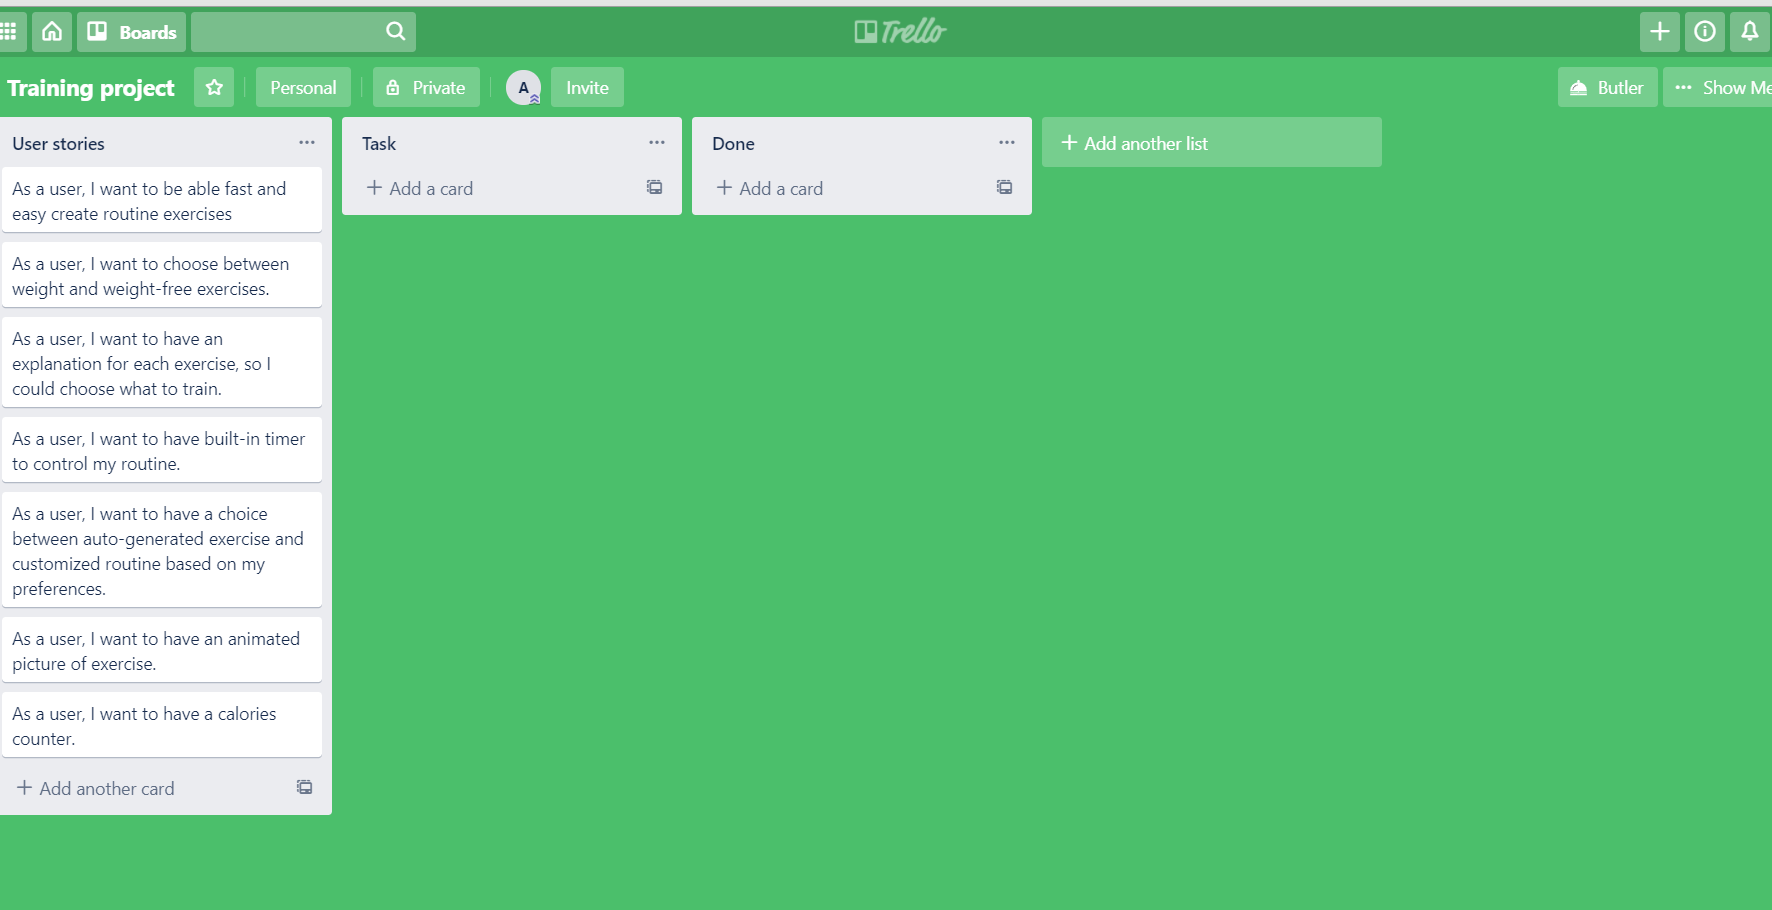 Boards
Trello
Training project
Personal
Private
A
Invite
Butler
Show Me
User stories
As a user, I want to be able fast and
easy create routine exercises
As a user, I want to choose between
weight and weight-free exercises.
As a user, I want to have an
explanation for each exercise, so I
could choose what to train.
As a user, I want to have built-in timer
to control my routine.
As a user, I want to have a choice
between auto-generated exercise and
customized routine based on my
preferences.
As a user, I want to have an animated
picture of exercise.
As a user, I want to have a calories
counter.
Add another card
Task
Add a card
Done
Add a card
Add another list